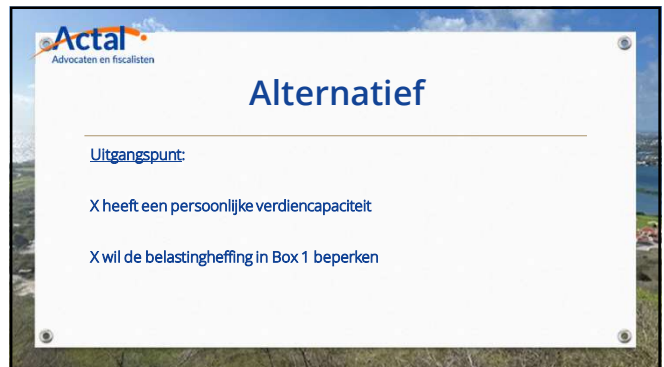 Actal
Advocaten en fiscalisten
Alternatief
Uitgangspunt:
X heeft een persoonlijke verdiencapaciteit
X wil de belastingheffing in Box 1 beperken